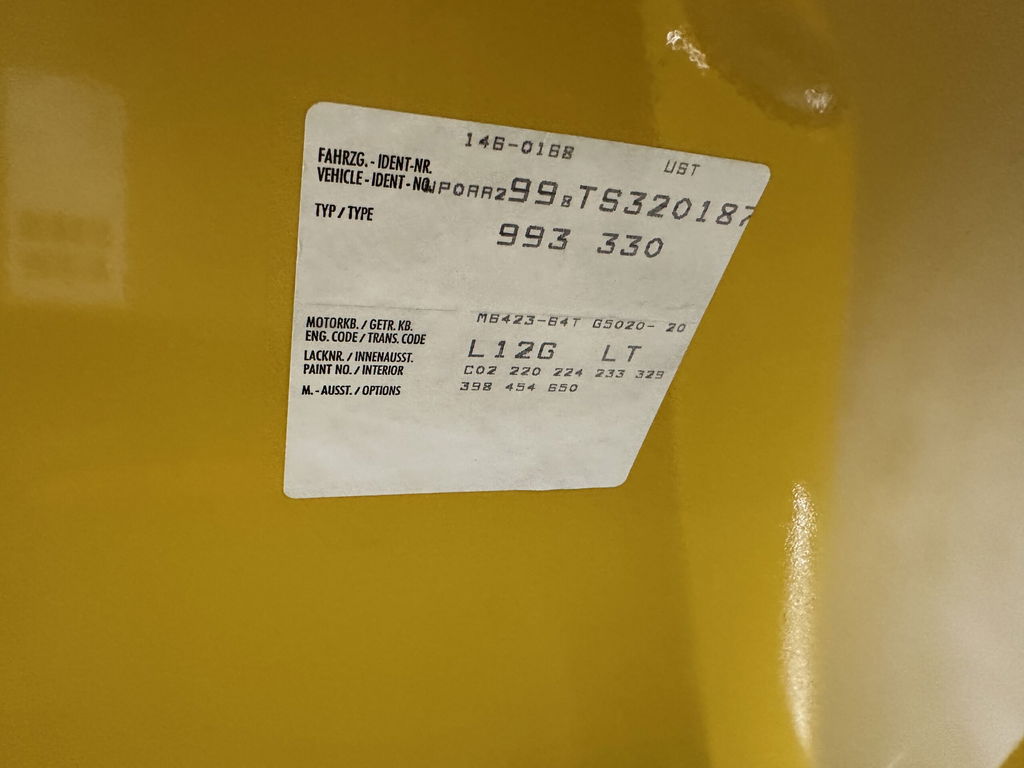 146-0168 UST
FAHRZG. - IDENT-NR.
VEHICLE - IDENT - NO. WP0AA2998TS320187
TYP / TYPE 993 330
MOTORKB. / GETR. KB. M6423-64T G5020- 20
ENG. CODE / TRANS. CODE
LACKNR. / INNENAUSST. L12G LT
PAINT NO. / INTERIOR C02 220 224 233 329
M. - AUSST. / OPTIONS 398 454 650